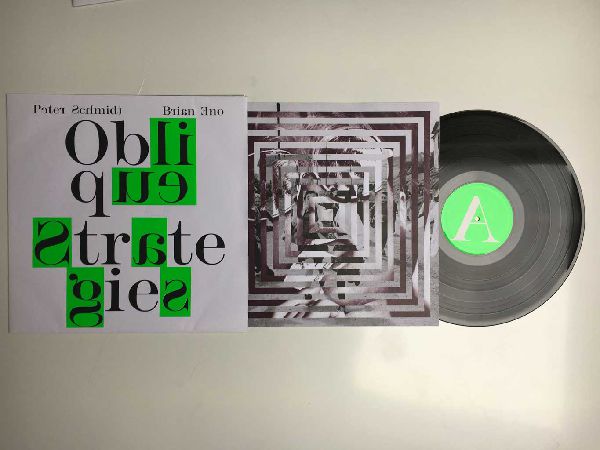 Peter Schmidt Brian Eno
Obli
que
Strate
gies
A